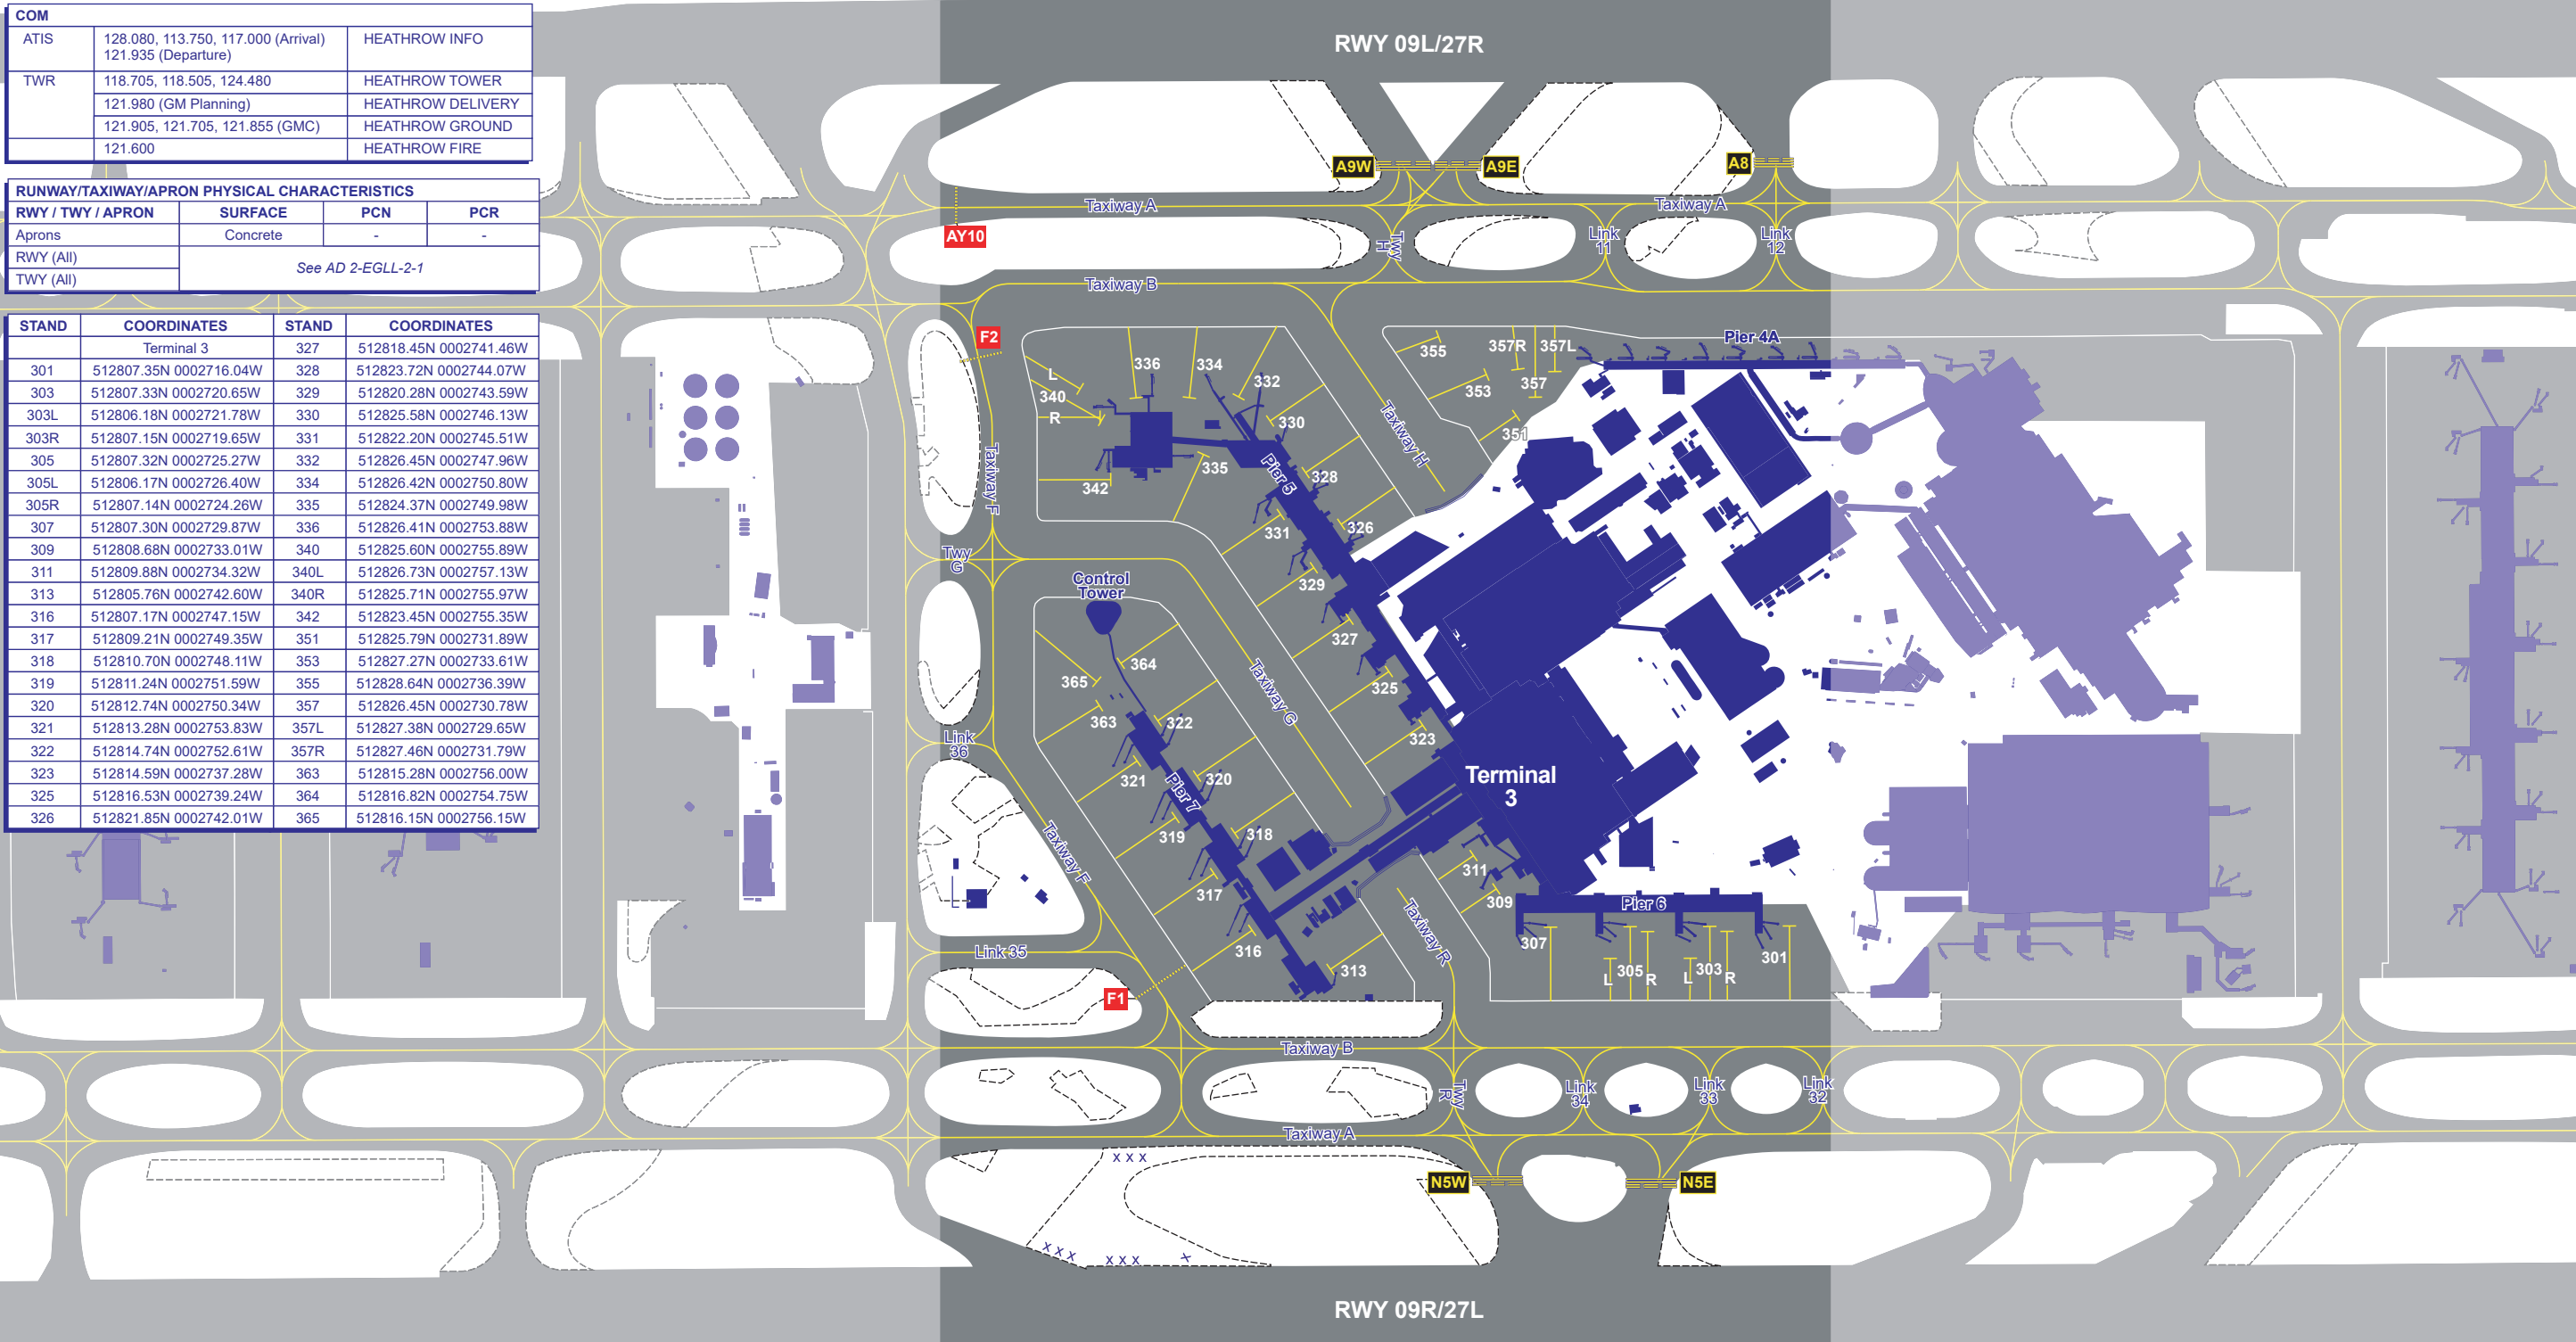 COM
ATIS 128.080, 113.750, 117.000 (Arrival) HEATHROW INFO
121.935 (Departure)
TWR 118.705, 118.505, 124.480 HEATHROW TOWER
121.980 (GM Planning) HEATHROW DELIVERY
121.905, 121.705, 121.855 (GMC) HEATHROW GROUND
121.600 HEATHROW FIRE
RUNWAY/TAXIWAY/APRON PHYSICAL CHARACTERISTICS
RWY / TWY / APRON SURFACE PCN PCR
Aprons Concrete - -
RWY (All) See AD 2-EGLL-2-1
TWY (All)
STAND COORDINATES STAND COORDINATES
Terminal 3 327 512818.45N 0002741.46W
301 512807.35N 0002716.04W 328 512823.72N 0002744.07W
303 512807.33N 0002720.65W 329 512820.28N 0002743.59W
303L 512806.18N 0002721.78W 330 512825.58N 0002746.13W
303R 512807.15N 0002719.65W 331 512822.20N 0002745.51W
305 512807.32N 0002725.27W 332 512826.45N 0002747.96W
305L 512806.17N 0002726.40W 334 512826.42N 0002750.80W
305R 512807.14N 0002724.26W 335 512824.37N 0002749.98W
307 512807.30N 0002729.87W 336 512826.41N 0002753.88W
309 512808.68N 0002733.01W 340 512825.60N 0002755.89W
311 512809.88N 0002734.32W 340L 512826.73N 0002757.13W
313 512805.76N 0002742.60W 340R 512825.71N 0002755.97W
316 512807.17N 0002747.15W 342 512823.45N 0002755.35W
317 512809.21N 0002749.35W 351 512825.79N 0002731.89W
318 512810.70N 0002748.11W 353 512827.27N 0002733.61W
319 512811.24N 0002751.59W 355 512828.64N 0002736.39W
320 512812.74N 0002750.34W 357 512826.45N 0002730.78W
321 512813.28N 0002753.83W 357L 512827.38N 0002729.65W
322 512814.74N 0002752.61W 357R 512827.46N 0002731.79W
323 512814.59N 0002737.28W 363 512815.28N 0002756.00W
325 512816.53N 0002739.24W 364 512816.82N 0002754.75W
326 512821.85N 0002742.01W 365 512816.15N 0002756.15W
RWY 09L/27R
A9W
A9E
A8
Taxiway A
Taxiway A
AY10
Twy
H
Link
11
Link
12
Taxiway B
F2
336
334
332
L
340
R
330
355
357R
357L
353
357
351
Pier 4A
Taxiway H
Taxiway F
342
335
Pier 5
328
326
331
329
327
325
323
Twy
G
Control
Tower
364
365
363
322
Taxiway G
Link
36
321
320
Pier 7
319
318
317
316
313
Terminal
3
311
309
Pier 6
307
L
305
R
L
303
R
301
Taxiway F
Taxiway R
Link 35
F1
Taxiway B
Twy
R
Link
34
Link
33
Link
32
Taxiway A
x x x
N5W
N5E
x x x
x x x
x
RWY 09R/27L